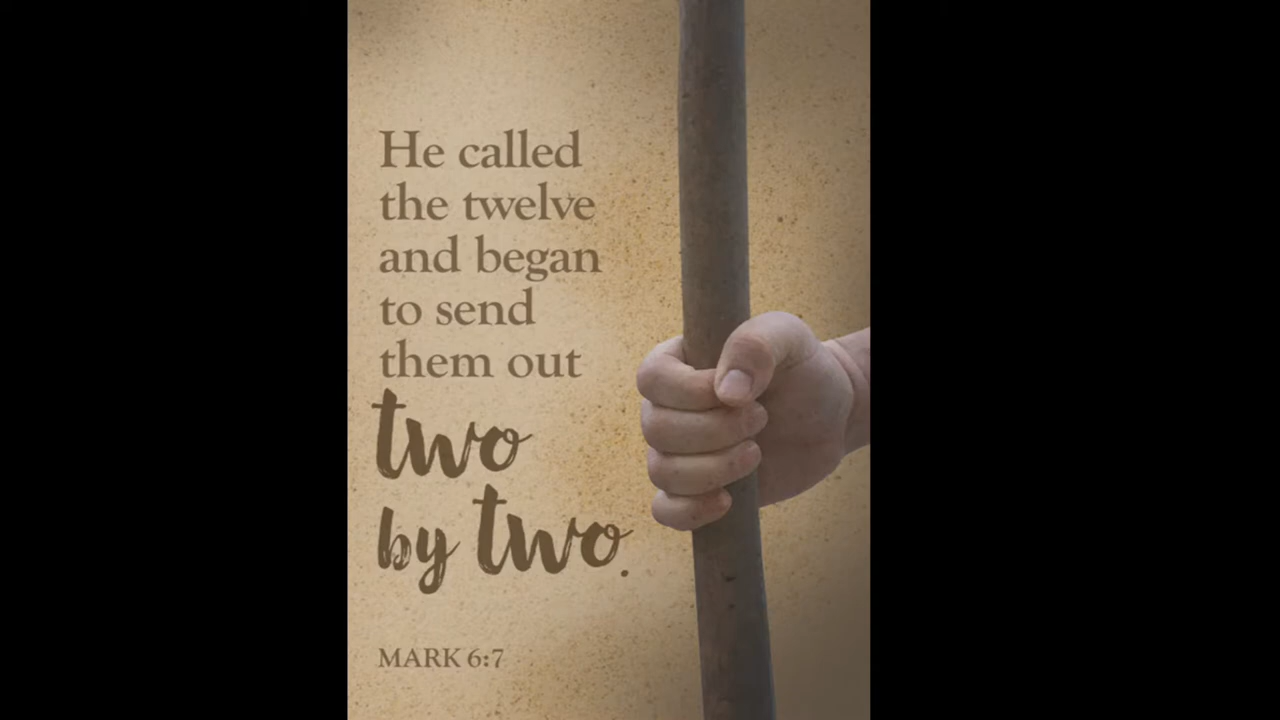 He called
the twelve
and began
to send
them out
two
by two.
MARK 6:7